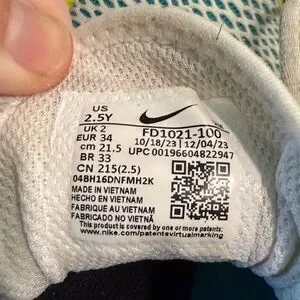 US
2.5Y
UK 2
EUR 34
cm 21.5
BR 33
CN 215(2.5)
FD1021-100
10/18/23 | 12/04/23
UPC 00196604822947
04BH16DNFMH2K
MADE IN VIETNAM
HECHO EN VIETNAM
FABRIQUE AU VIETNAM
FABRICADO NO VIETNÃ
This product is covered by one or more patents:
www.nike.com/patentsvirtualmarking